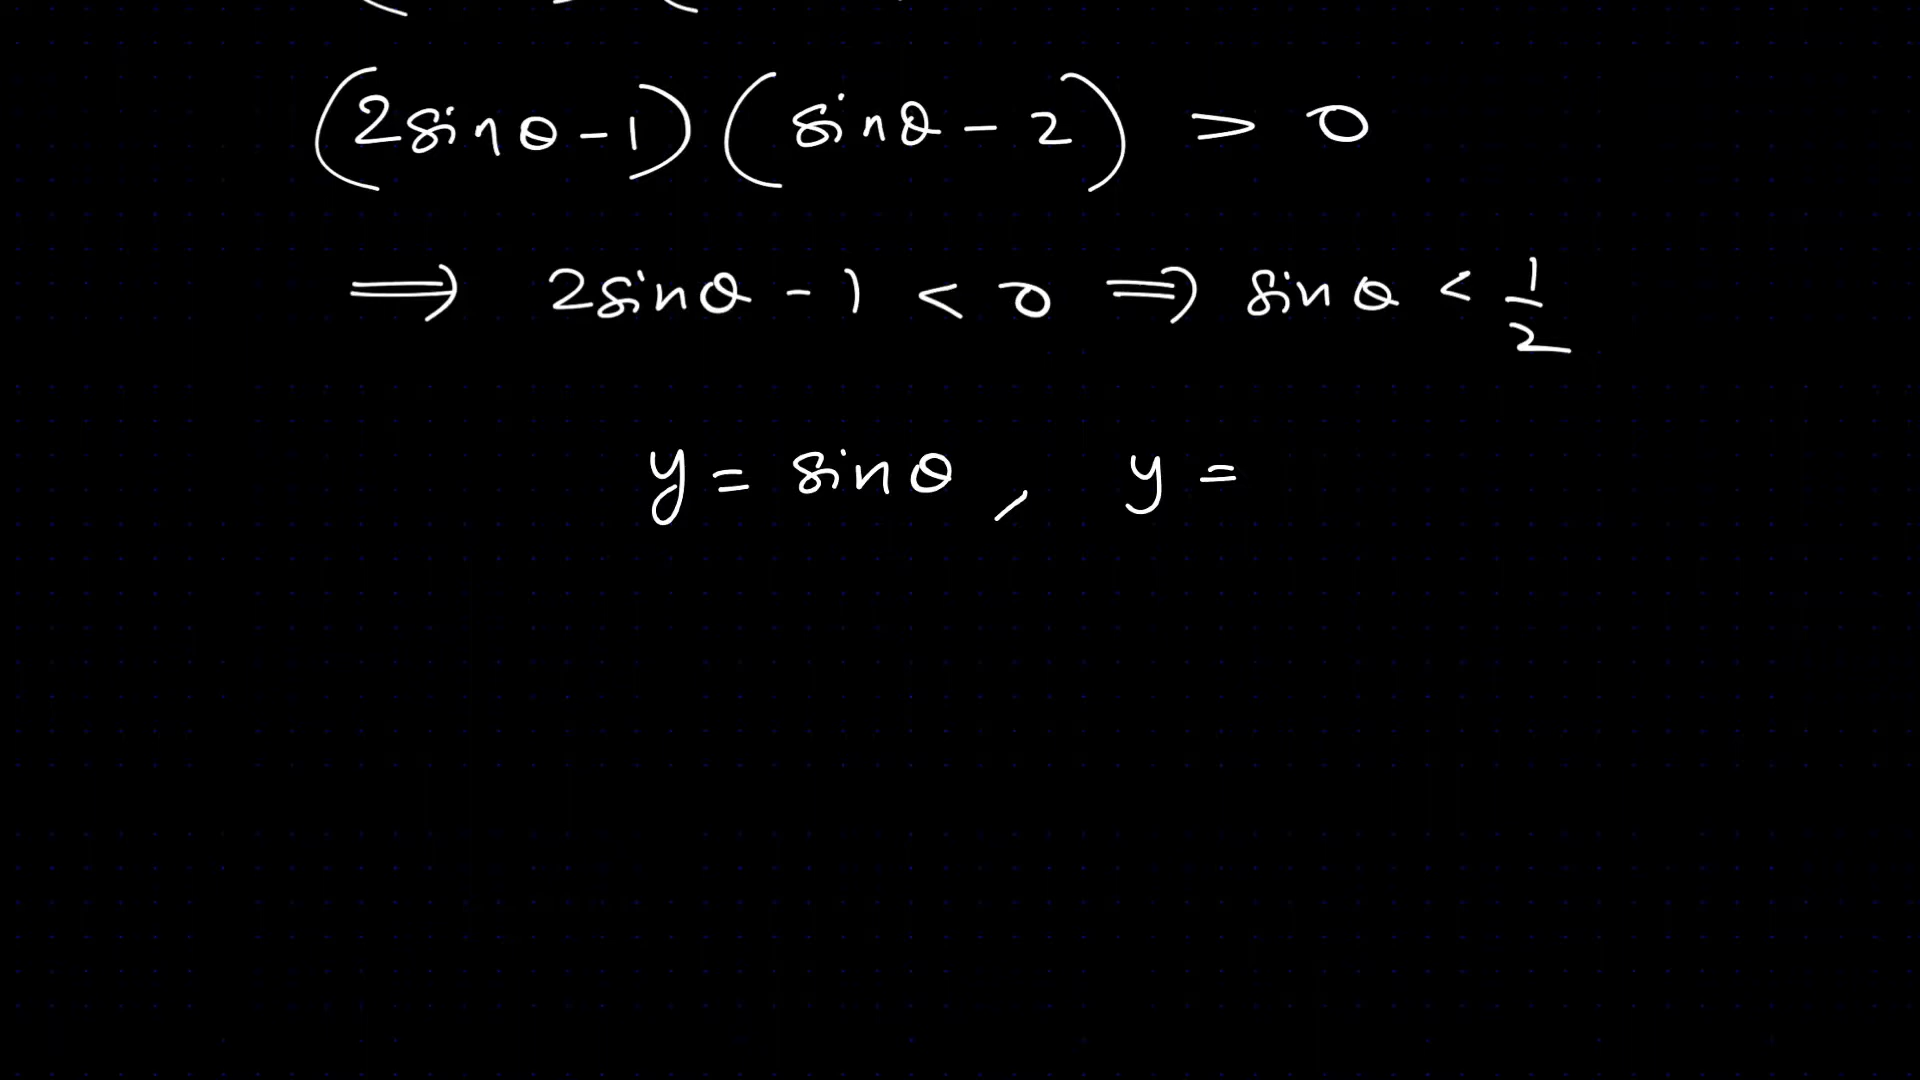 (2sinθ-1)(sinθ-2) > 0
⟹ 2sinθ - 1 < 0 ⟹ sinθ < 1/2
y = sinθ, y =